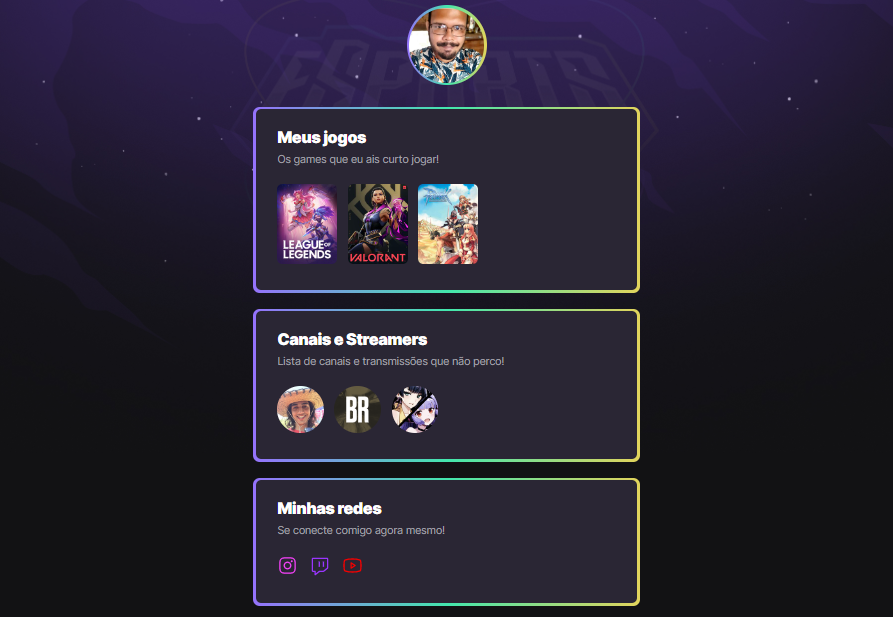 ESPORTS
Meus jogos
Os games que eu ais curto jogar!
LEAGUE OF
LEGENDS
VALORANT
Canais e Streamers
Lista de canais e transmissões que não perco!
BR
Minhas redes
Se conecte comigo agora mesmo!